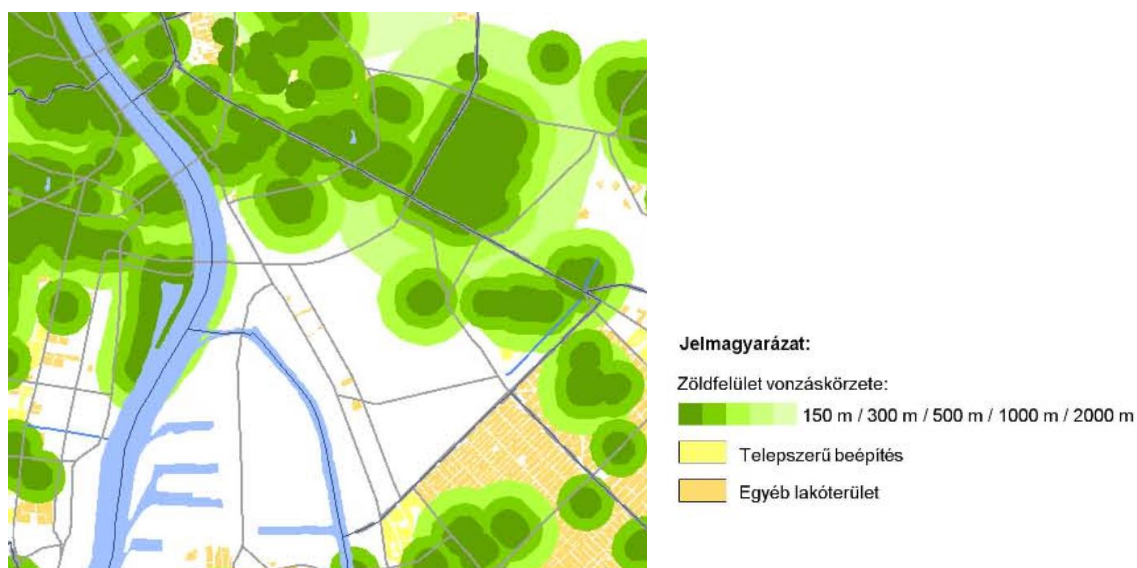 Jelmagyarázat:
Zöldfelület vonzáskörzete:
150 m / 300 m / 500 m / 1000 m / 2000 m
Telepszerű beépítés
Egyéb lakóterület